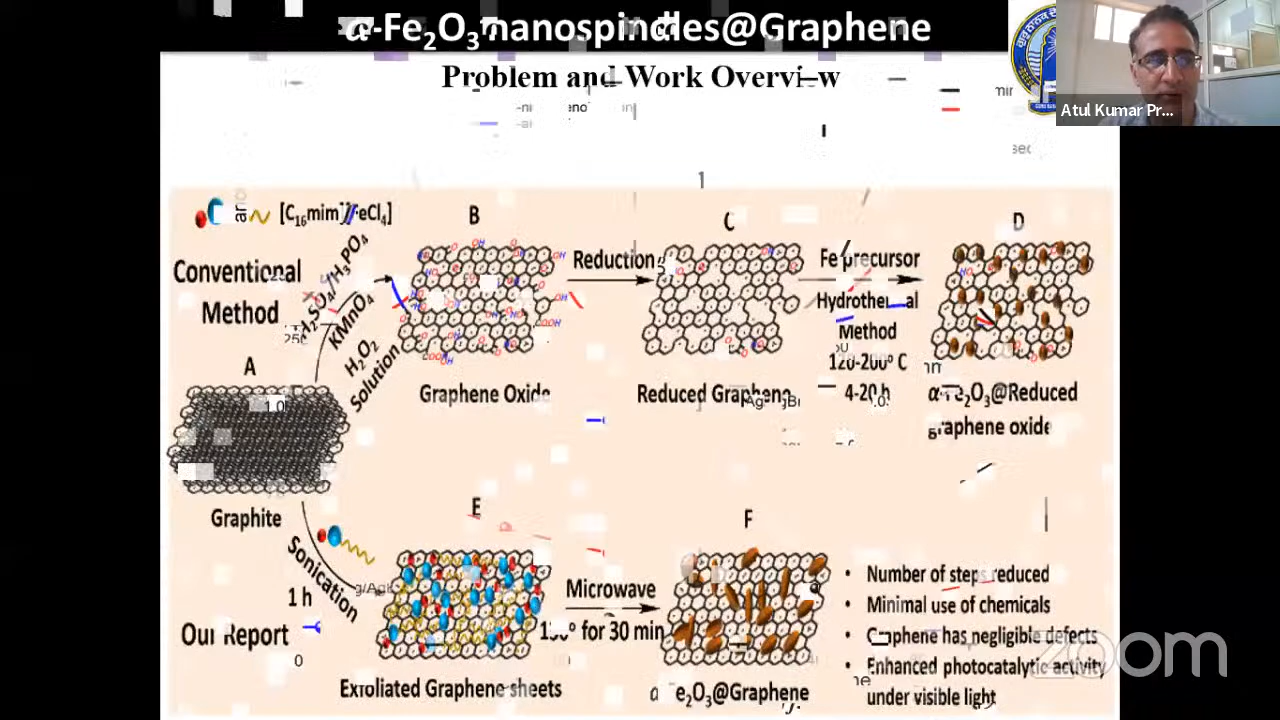 α-Fe₂O₃ nanospindles@Graphene
Problem and Work Overview
Atul Kumar Pr...
[C₁₆mim][FeCl₄]
Conventional
Method
H₂SO₄/H₃PO₄
KMnO₄
H₂O₂
Solution
A
Graphite
B
Graphene Oxide
Reduction
C
Reduced Graphene
Fe precursor
Hydrothermal
Method
120-200⁰ C
4-20 h
D
α-Fe₂O₃@Reduced
graphene oxide
Sonication
1 h
Our Report
E
Exfoliated Graphene sheets
Microwave
150⁰ for 30 min
F
α-Fe₂O₃@Graphene
• Number of steps reduced
• Minimal use of chemicals
• Graphene has negligible defects
• Enhanced photocatalytic activity
under visible light
zoom